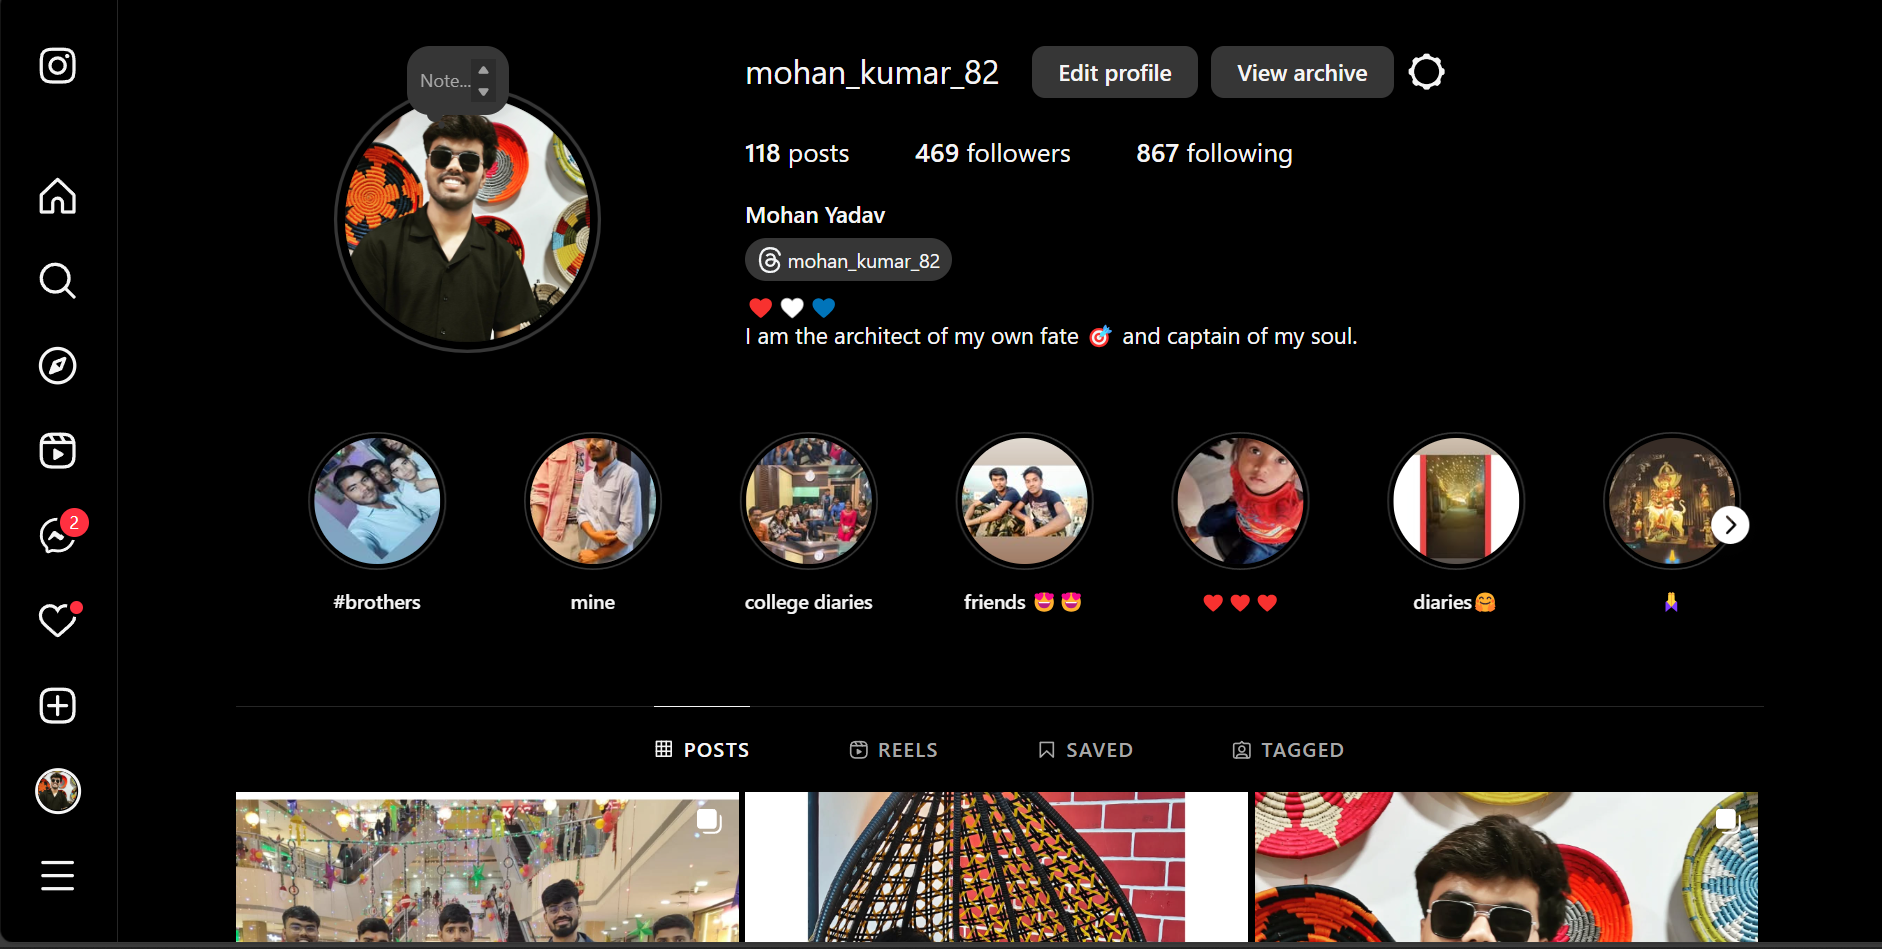 Note...
mohan_kumar_82 Edit profile View archive
118 posts 469 followers 867 following
Mohan Yadav
mohan_kumar_82
❤️🤍💙
I am the architect of my own fate 🎯 and captain of my soul.
2
#brothers mine college diaries friends 🤩🤩 ❤️❤️❤️ diaries🤗 🙏
POSTS REELS SAVED TAGGED